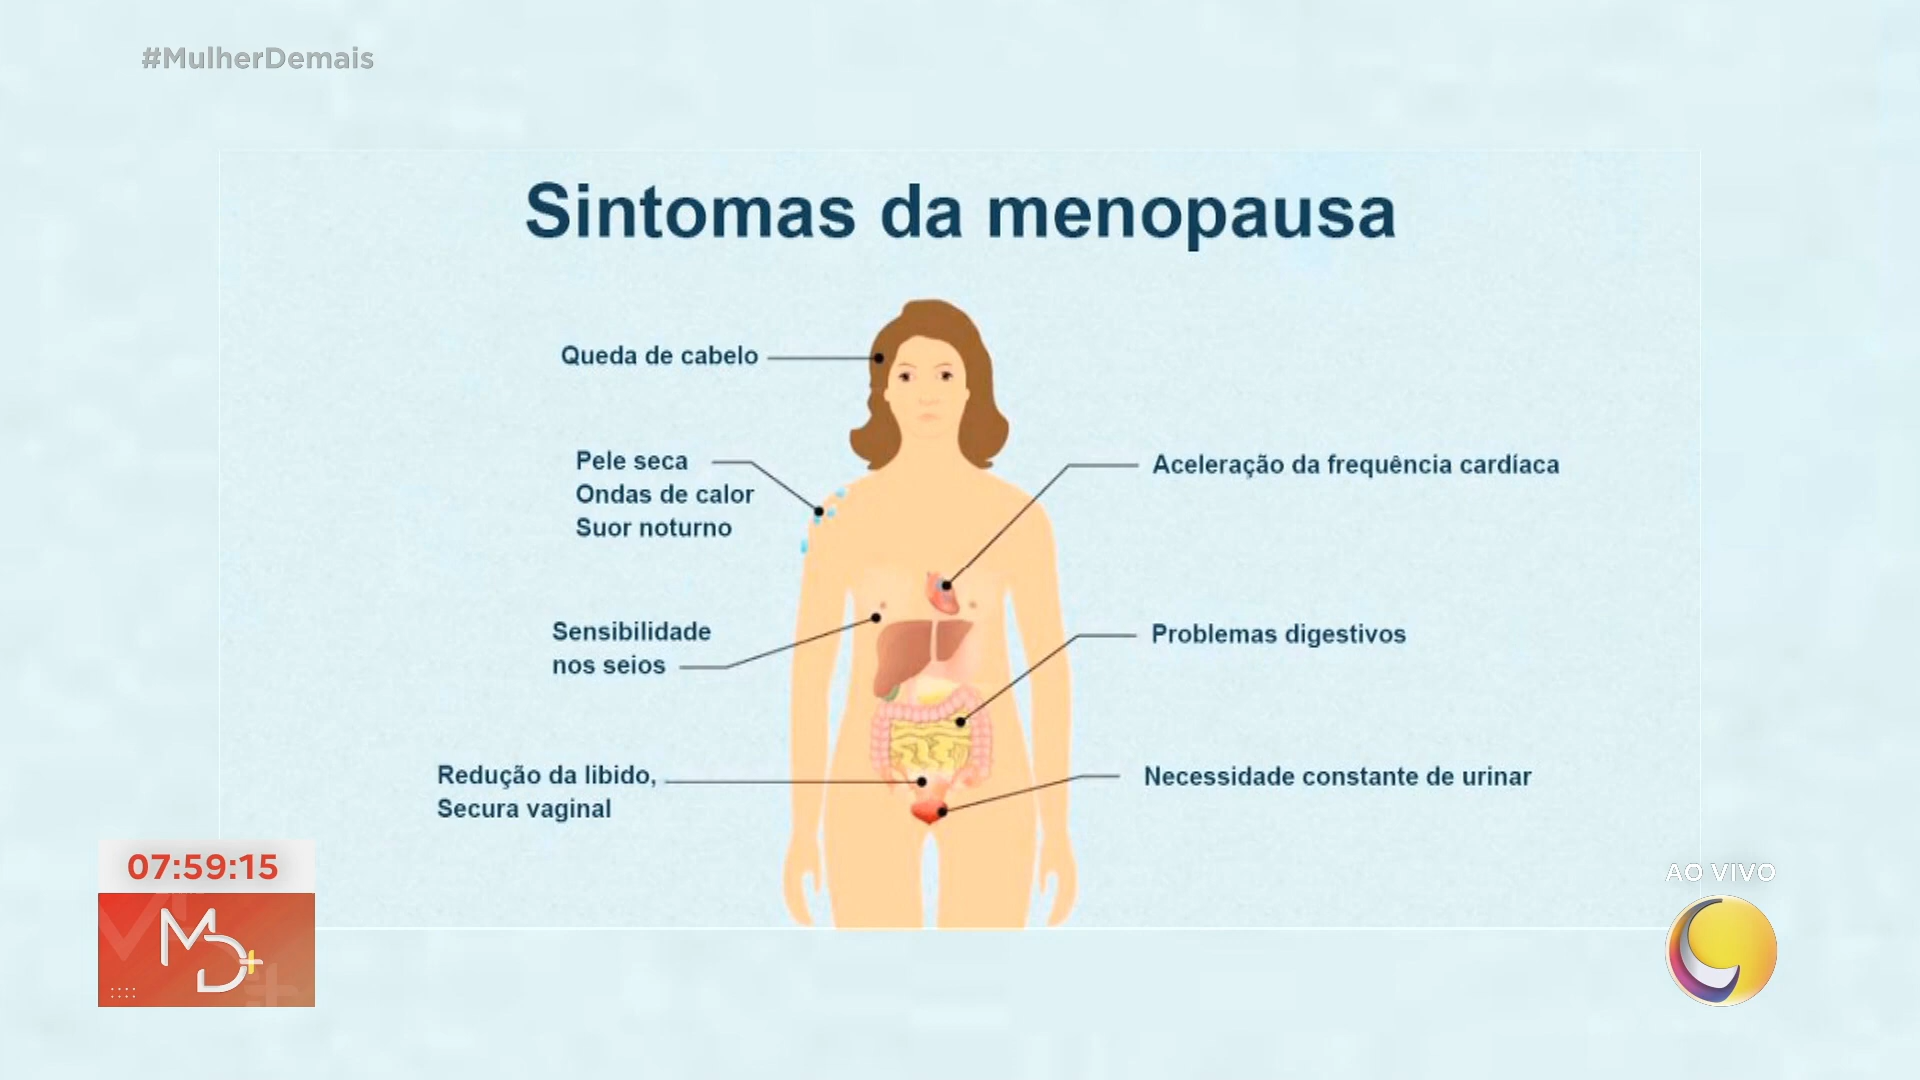 #MulherDemais
Sintomas da menopausa
Queda de cabelo
Pele seca
Ondas de calor
Suor noturno
Aceleração da frequência cardíaca
Sensibilidade
nos seios
Problemas digestivos
Redução da libido,
Secura vaginal
Necessidade constante de urinar
07:59:15
MD+
AO VIVO